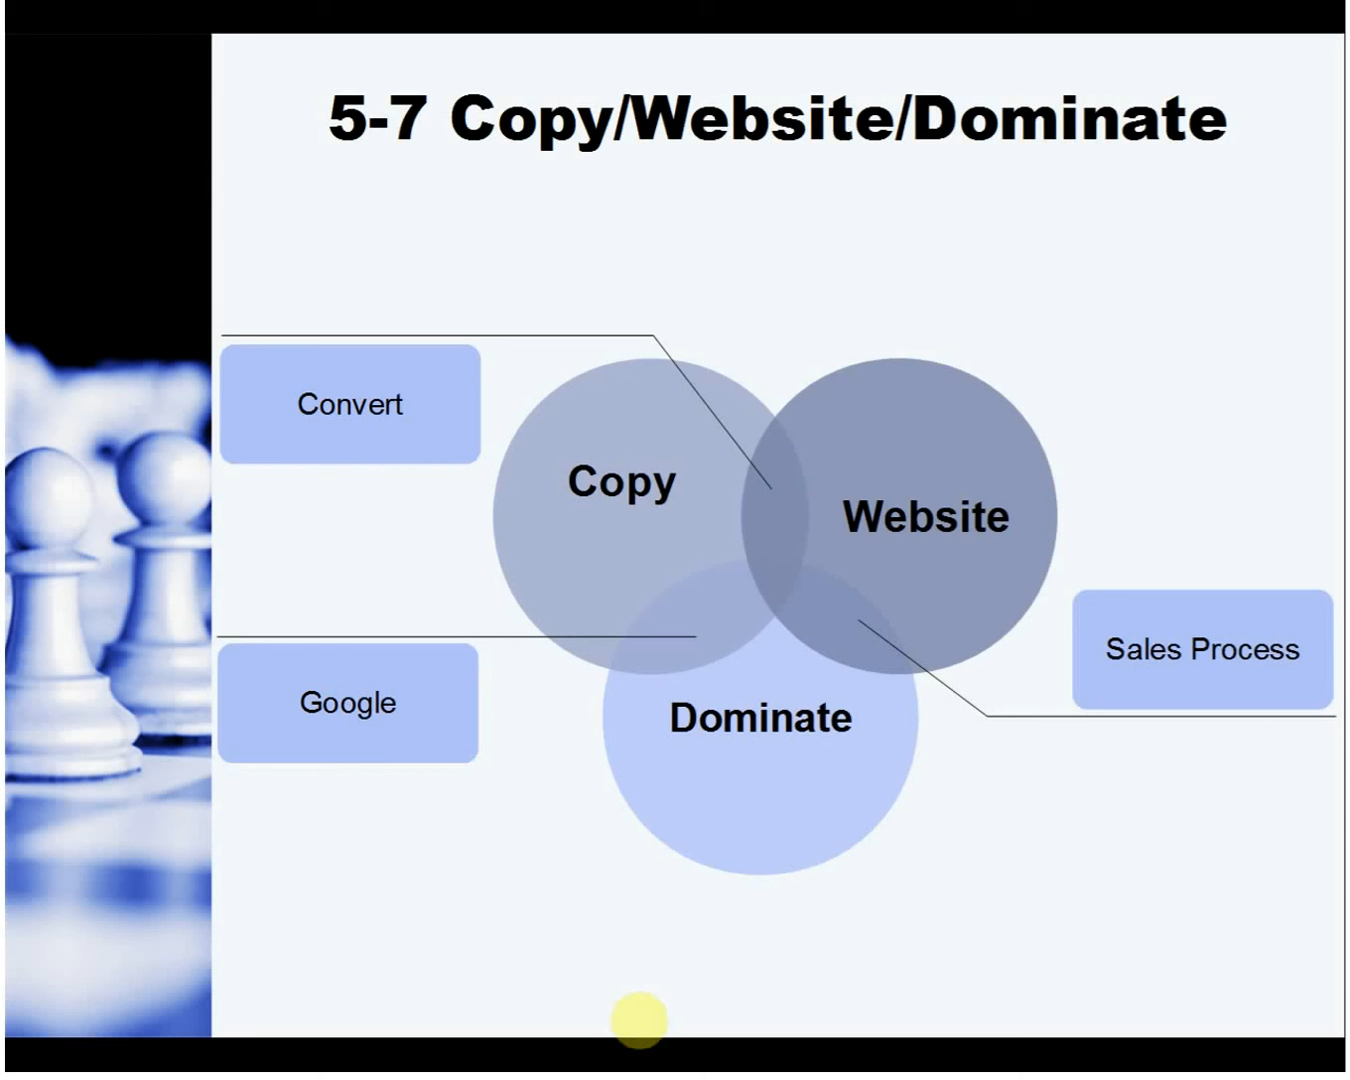 5-7 Copy/Website/Dominate
Convert
Copy
Website
Sales Process
Google
Dominate